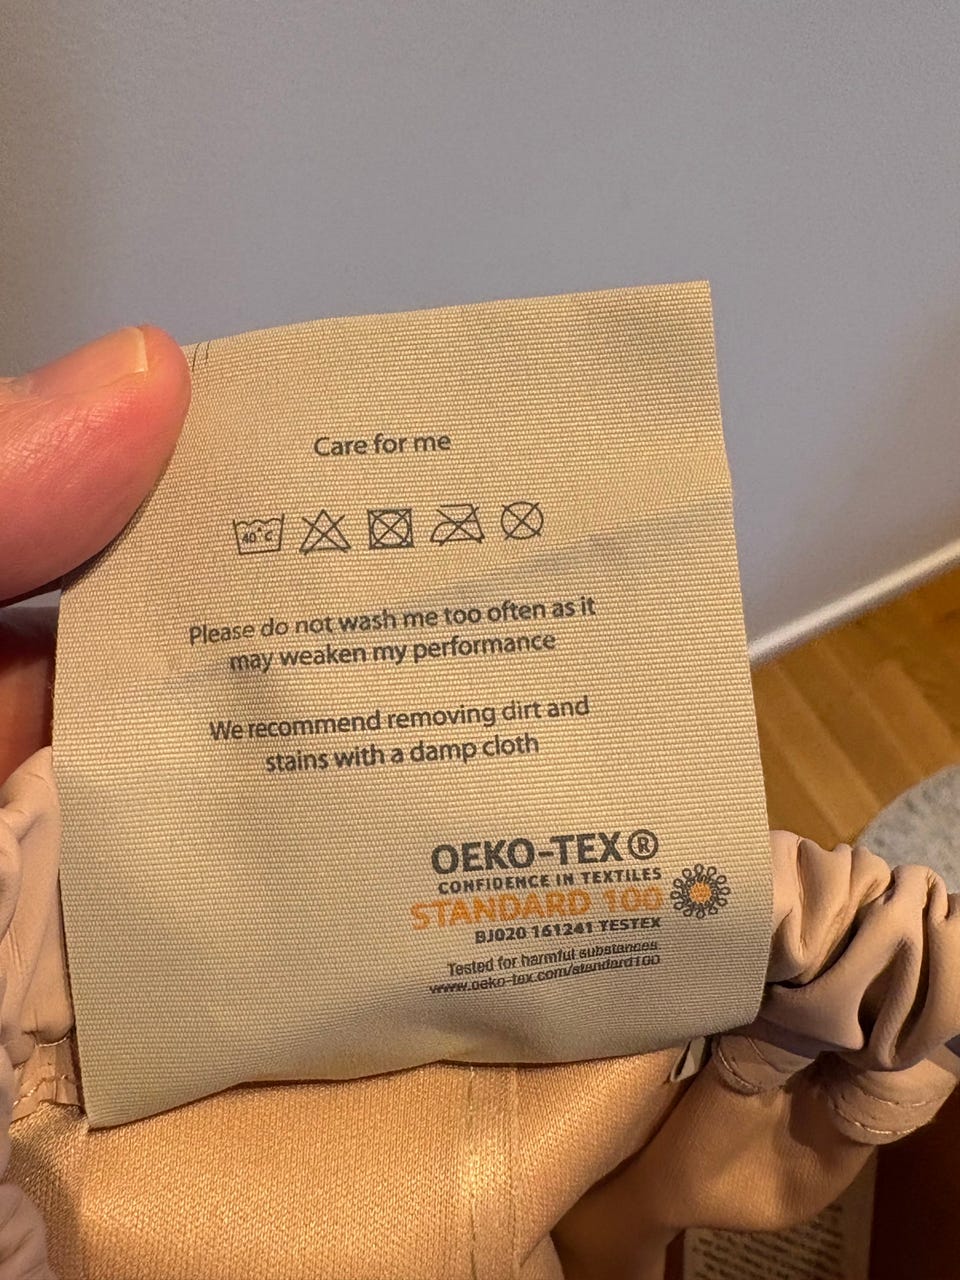 Care for me
40°C
Please do not wash me too often as it
may weaken my performance
We recommend removing dirt and
stains with a damp cloth
OEKO-TEX®
CONFIDENCE IN TEXTILES
STANDARD 100
BJ020 161241 TESTEX
Tested for harmful substances
www.oeko-tex.com/standard100